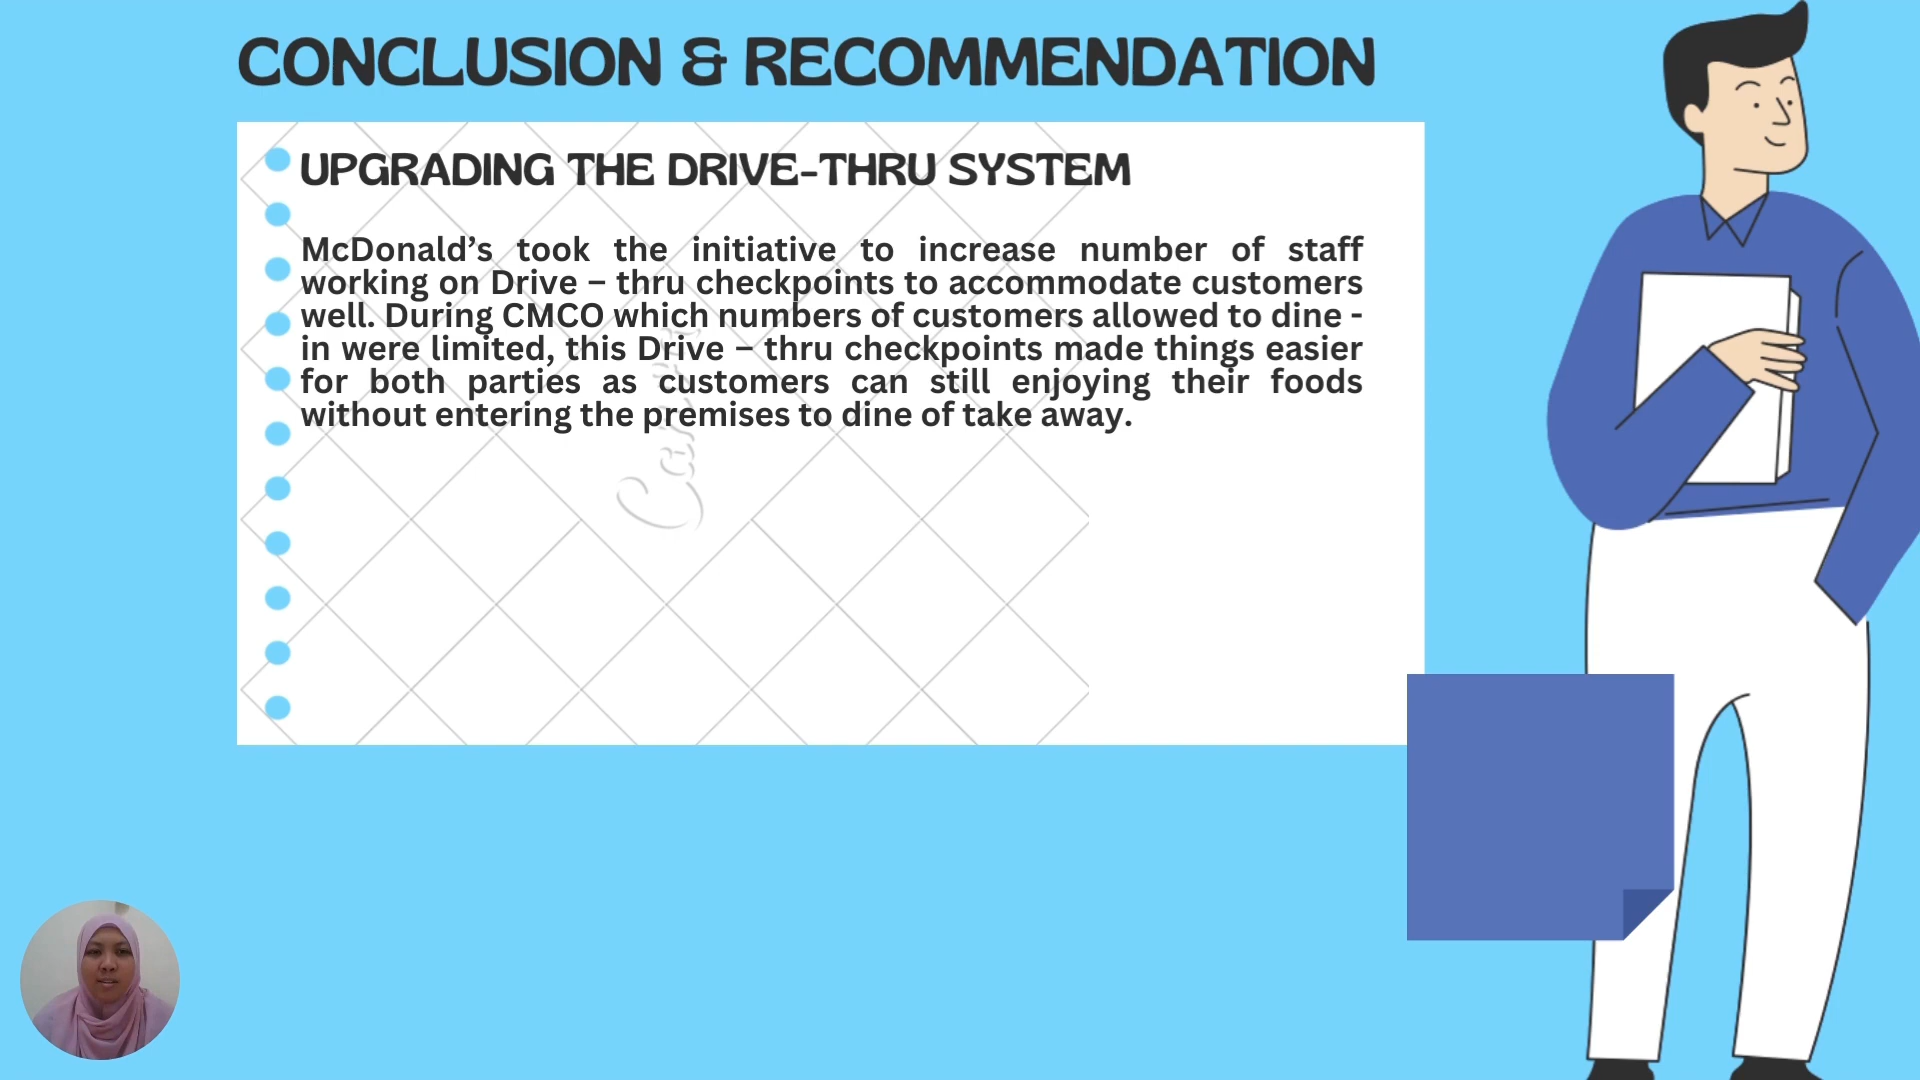 CONCLUSION & RECOMMENDATION
UPGRADING THE DRIVE-THRU SYSTEM
McDonald’s took the initiative to increase number of staff
working on Drive – thru checkpoints to accommodate customers
well. During CMCO which numbers of customers allowed to dine -
in were limited, this Drive – thru checkpoints made things easier
for both parties as customers can still enjoying their foods
without entering the premises to dine of take away.
Canva